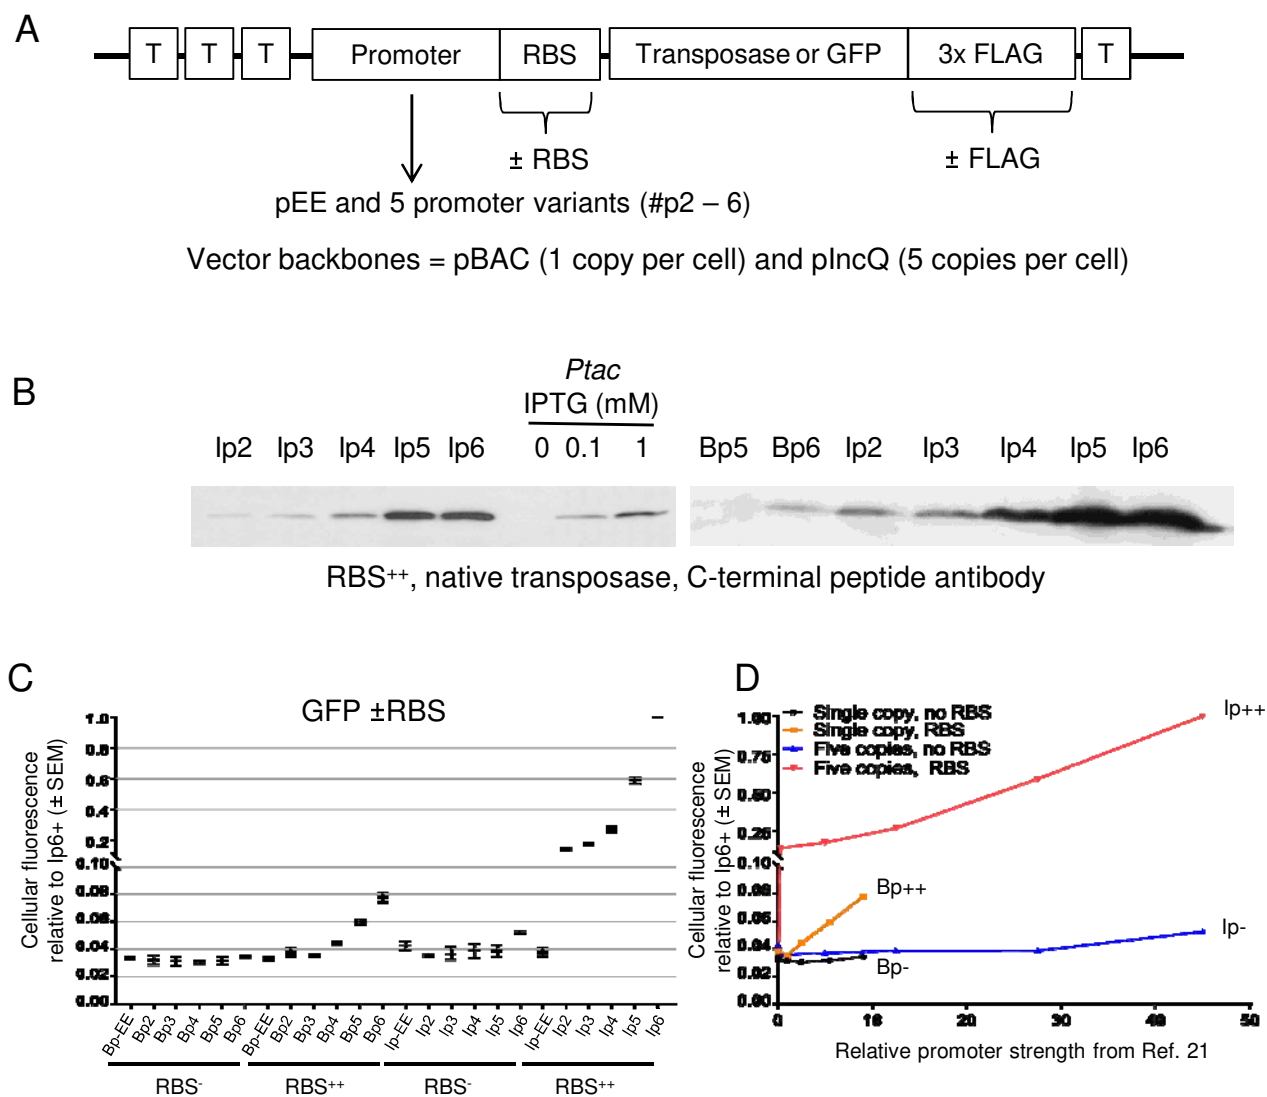 A
T T T Promoter RBS Transposase or GFP 3x FLAG T
± RBS ± FLAG
pEE and 5 promoter variants (#p2 – 6)
Vector backbones = pBAC (1 copy per cell) and pIncQ (5 copies per cell)
B
Ptac
IPTG (mM)
Ip2 Ip3 Ip4 Ip5 Ip6 0 0.1 1 Bp5 Bp6 Ip2 Ip3 Ip4 Ip5 Ip6
RBS++, native transposase, C-terminal peptide antibody
C
GFP ±RBS
Cellular fluorescence
relative to Ip6+ (± SEM)
1.0
0.8
0.6
0.4
0.2
0.10
0.08
0.06
0.04
0.02
0.00
Bp-EE Bp2 Bp3 Bp4 Bp5 Bp6 Bp-EE Bp2 Bp3 Bp4 Bp5 Bp6 Ip-EE Ip2 Ip3 Ip4 Ip5 Ip6 Ip-EE Ip2 Ip3 Ip4 Ip5 Ip6
RBS- RBS++ RBS- RBS++
D
Cellular fluorescence
relative to Ip6+ (± SEM)
Single copy, no RBS
Single copy, RBS
Five copies, no RBS
Five copies, RBS
1.00
0.75
0.50
0.25
0.10
0.08
0.06
0.04
0.02
0.00
Ip++
Bp++
Ip-
Bp-
0 10 20 30 40 50
Relative promoter strength from Ref. 21